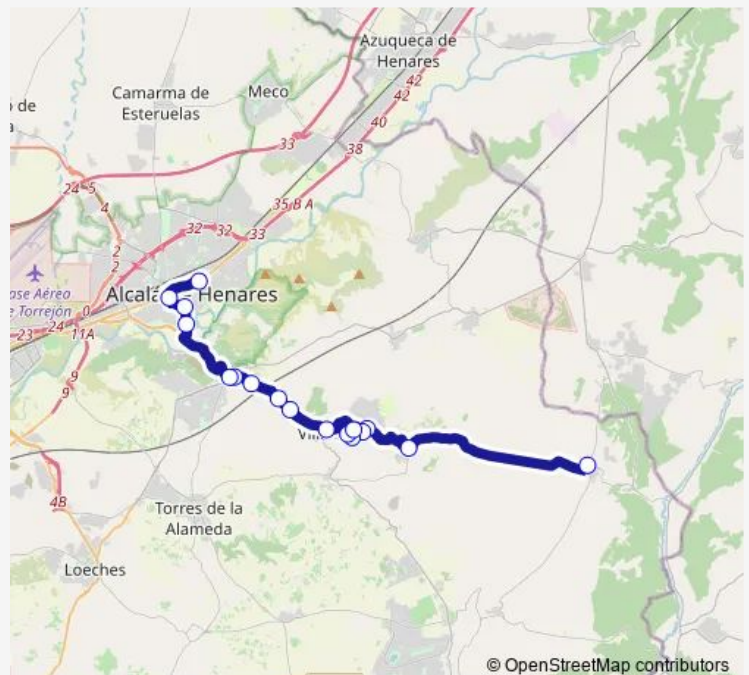 Azuqueca de
Henares
Camarma de
Esteruelas
Meco
o de
a
42
42
40
38
33
24
5
4
2
2
32
32
33
35 B A
ase Aérea
e Torrejón
0
Alcalá
Henares
23
24
11A
9
9
Vil
4B
Torres de la
Alameda
Loeches
© OpenStreetMap contributors